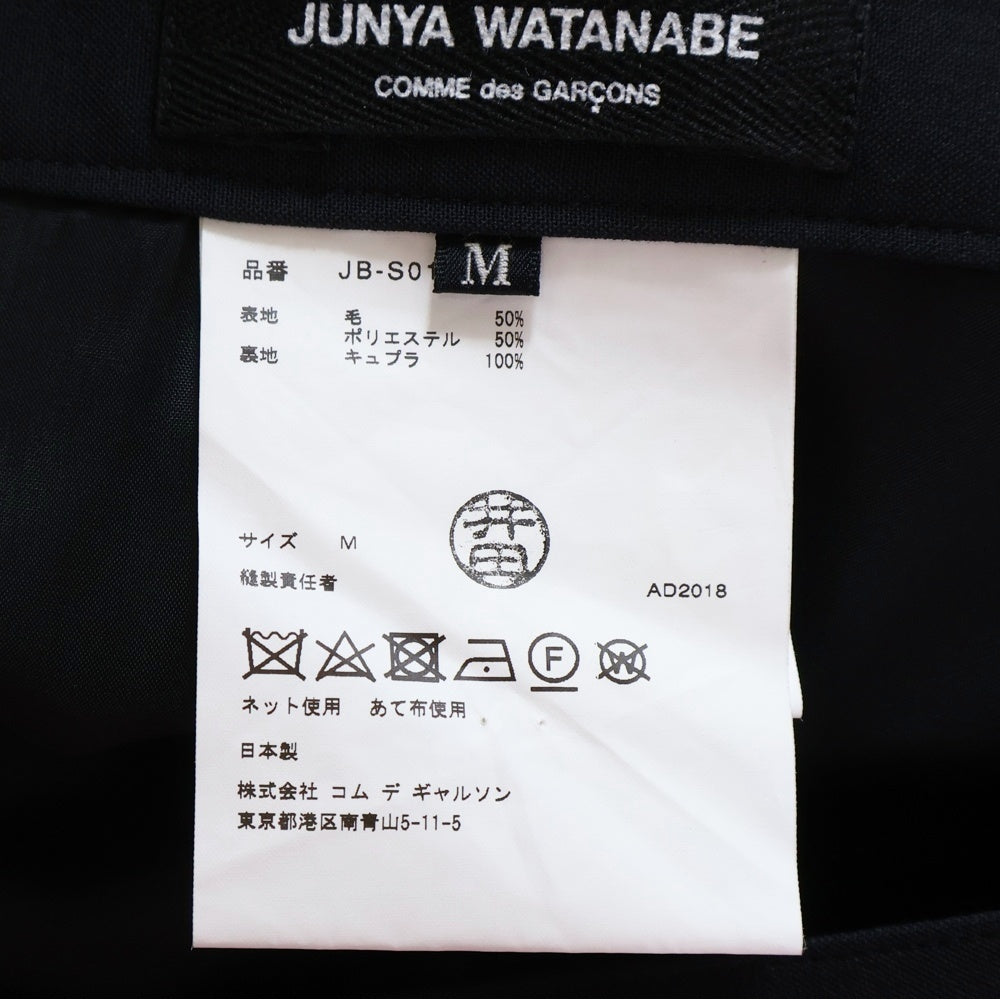 JUNYA WATANABE
COMME des GARÇONS
M
品番 JB-S01
表地 毛 50%
ポリエステル 50%
裏地 キュプラ 100%
井田
サイズ M
縫製責任者
AD2018
F W
ネット使用 あて布使用
日本製
株式会社 コム デ ギャルソン
東京都港区南青山5-11-5